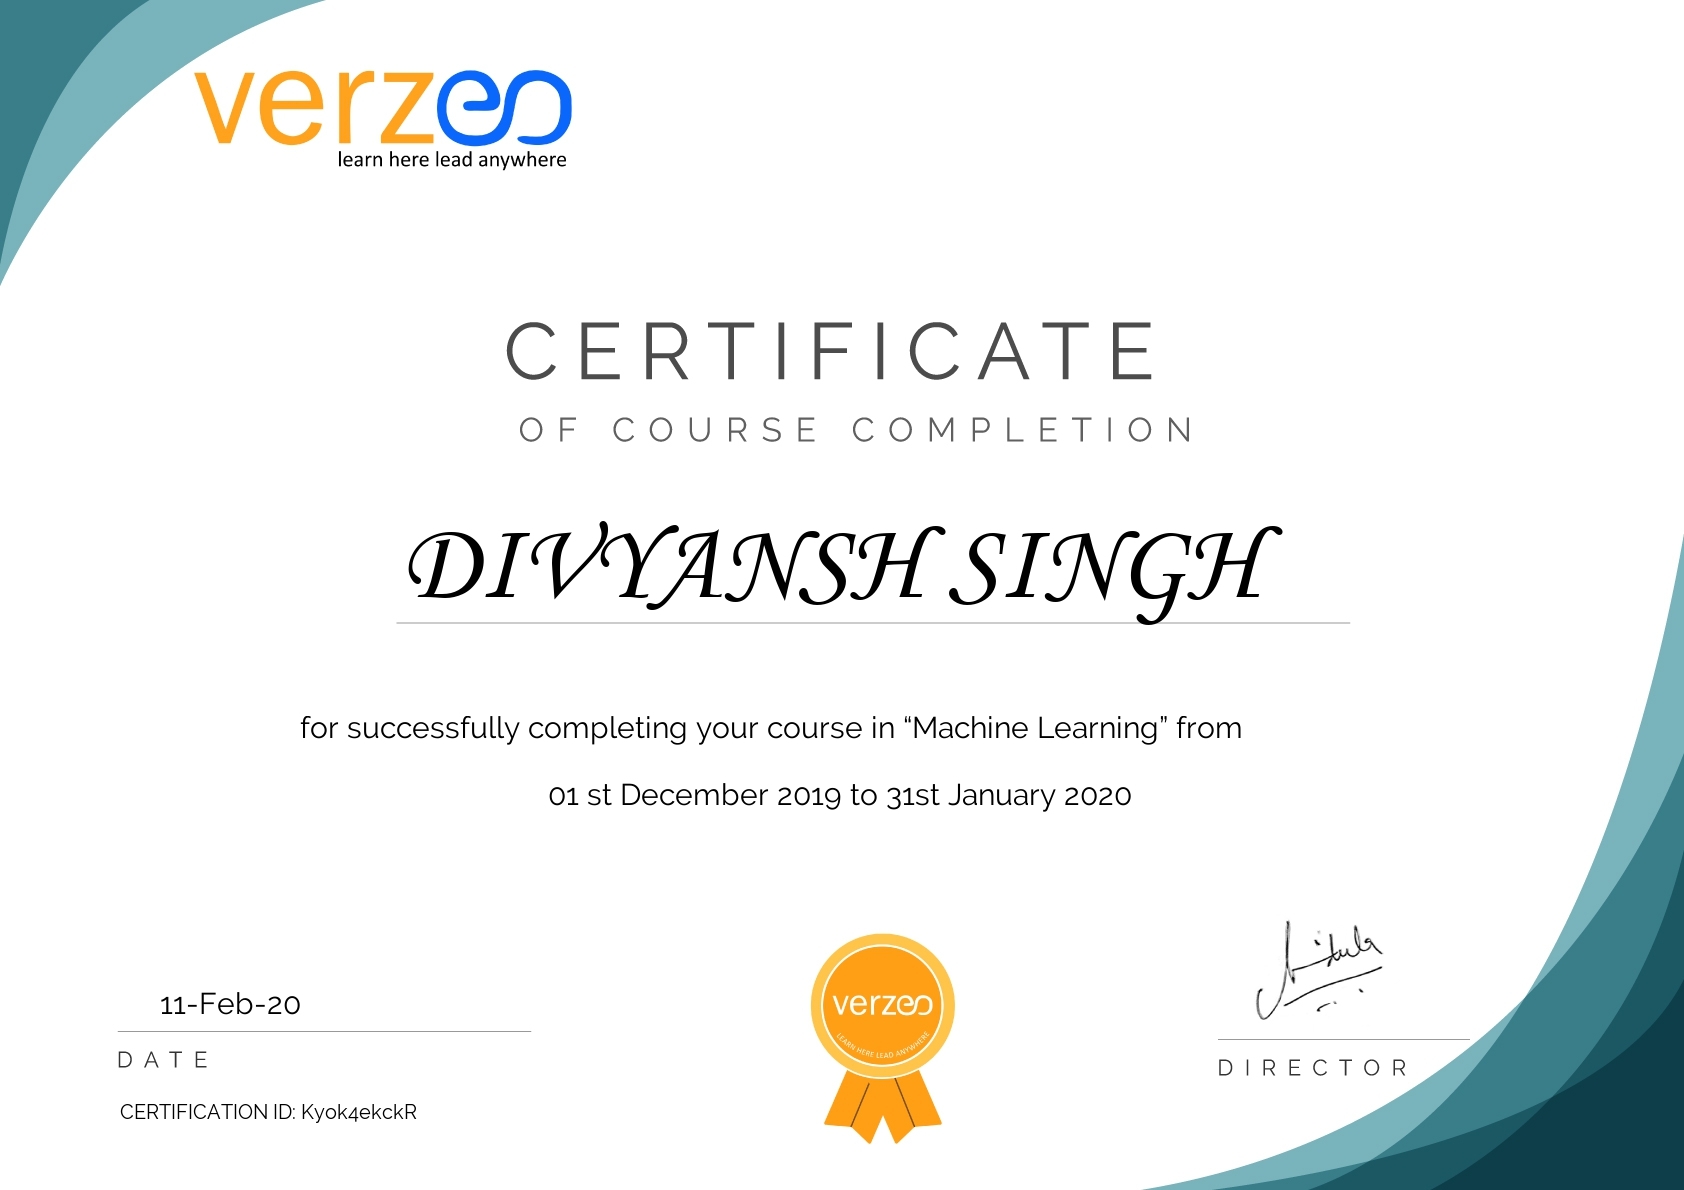 verzeo
learn here lead anywhere
CERTIFICATE
OF COURSE COMPLETION
DIVYANSH SINGH
for successfully completing your course in “Machine Learning” from
01 st December 2019 to 31st January 2020
11-Feb-20
DATE
CERTIFICATION ID: Kyok4ekckR
verzeo
LEARN HERE LEAD ANYWHERE
DIRECTOR